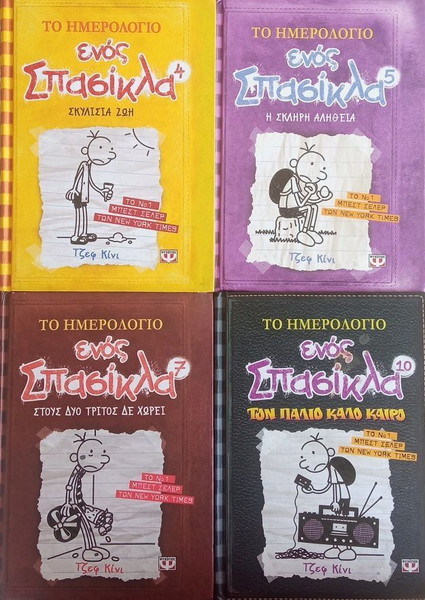 ΤΟ ΗΜΕΡΟΛΟΓΙΟ
ενός
Σπασίκλα 4
ΣΚΥΛΙΣΙΑ ΖΩΗ
ΤΟ Νο1
ΜΠΕΣΤ ΣΕΛΕΡ
ΤΩΝ NEW YORK TIMES
Τζεφ Κίνι
ΤΟ ΗΜΕΡΟΛΟΓΙΟ
ενός
Σπασίκλα 5
Η ΣΚΛΗΡΗ ΑΛΗΘΕΙΑ
ΤΟ Νο1
ΜΠΕΣΤ ΣΕΛΕΡ
ΤΩΝ NEW YORK TIMES
Τζεφ Κίνι
ΤΟ ΗΜΕΡΟΛΟΓΙΟ
ενός
Σπασίκλα 7
ΣΤΟΥΣ ΔΥΟ ΤΡΙΤΟΣ ΔΕ ΧΩΡΕΙ
ΤΟ Νο1
ΜΠΕΣΤ ΣΕΛΕΡ
ΤΩΝ NEW YORK TIMES
Τζεφ Κίνι
ΤΟ ΗΜΕΡΟΛΟΓΙΟ
ενός
Σπασίκλα 10
ΤΟΝ ΠΑΛΙΟ ΚΑΛΟ ΚΑΙΡΟ
ΤΟ Νο1
ΜΠΕΣΤ ΣΕΛΕΡ
ΤΩΝ NEW YORK TIMES
Τζεφ Κίνι